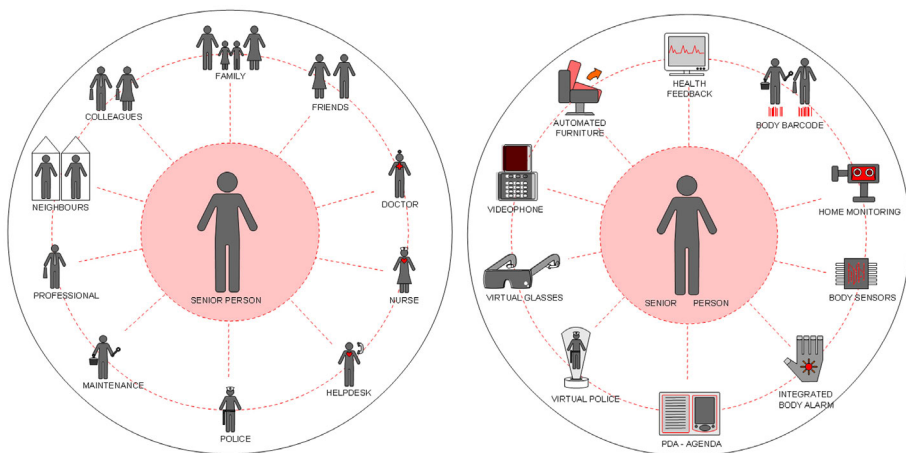 FAMILY
FRIENDS
DOCTOR
NURSE
HELPDESK
POLICE
MAINTENANCE
PROFESSIONAL
NEIGHBOURS
COLLEAGUES
SENIOR PERSON
HEALTH
FEEDBACK
BODY BARCODE
HOME MONITORING
BODY SENSORS
INTEGRATED
BODY ALARM
PDA - AGENDA
VIRTUAL POLICE
VIRTUAL GLASSES
VIDEOPHONE
AUTOMATED
FURNITURE
SENIOR PERSON